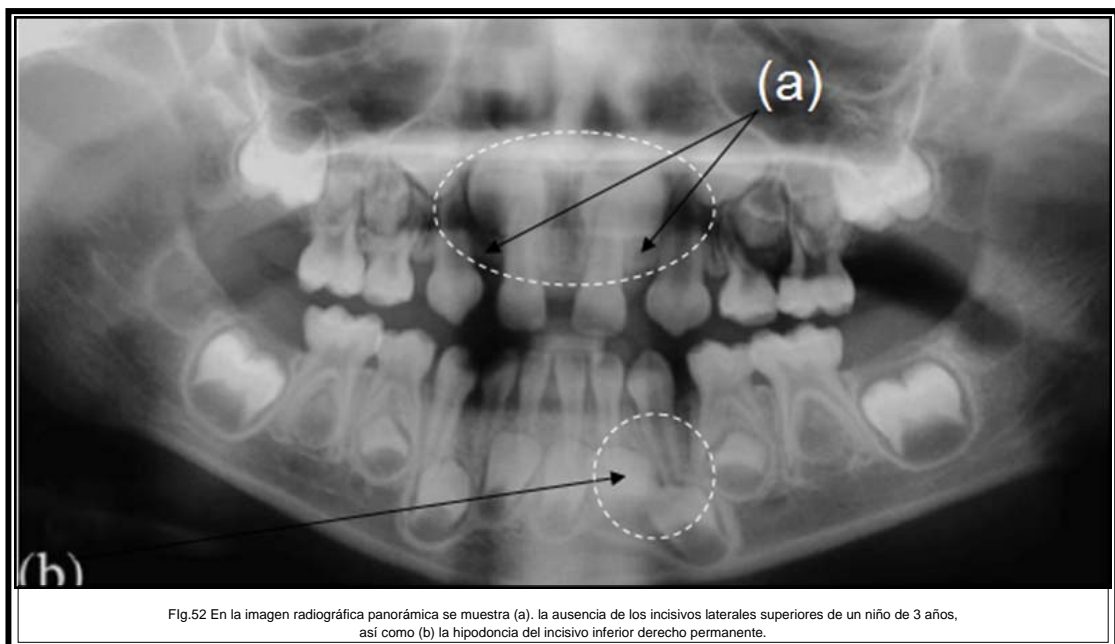 (a)
(b)
FIg.52 En la imagen radiográfica panorámica se muestra (a). la ausencia de los incisivos laterales superiores de un niño de 3 años,
así como (b) la hipodoncia del incisivo inferior derecho permanente.